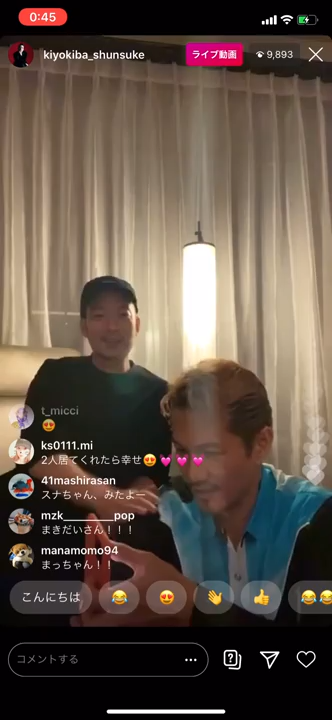 0:45
kiyokiba_shunsuke
ライブ動画
9,893
t_micci
😍
ks0111.mi
2人居てくれたら幸せ😍💓💓💓
41mashirasan
スナちゃん、みたよー
mzk________pop
まきだいさん！！！
manamomo94
まっちゃん！！
こんにちは 😂 😍 👋 👍 😂😂
コメントする